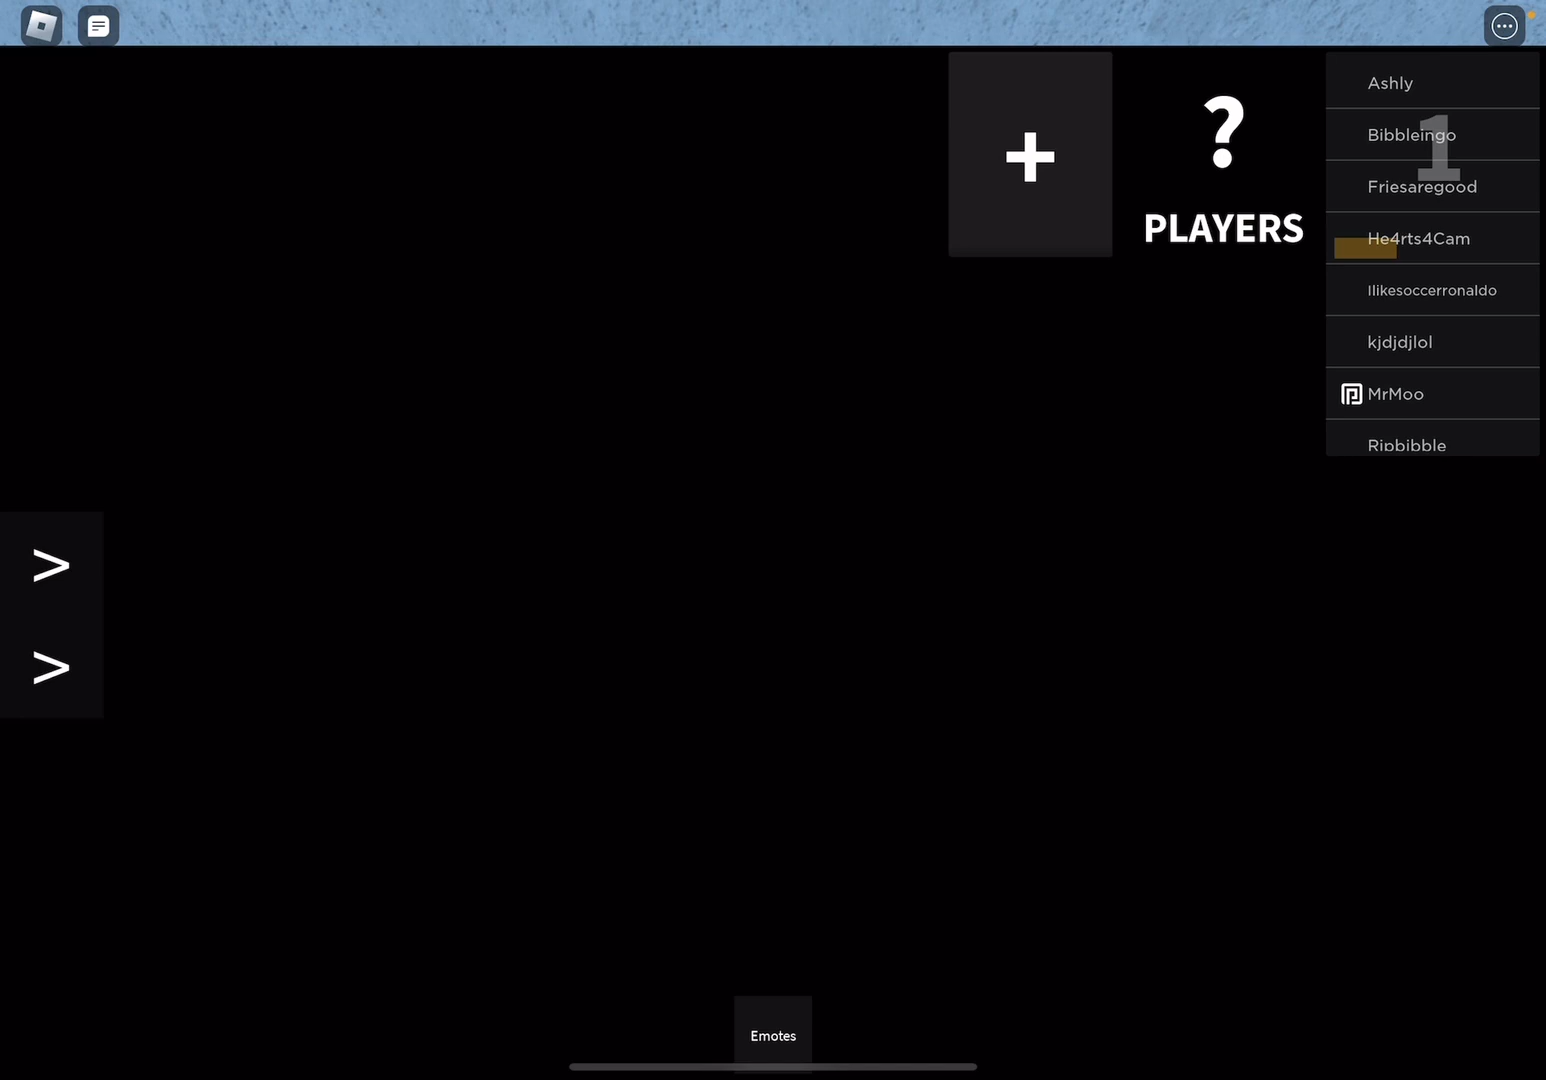 +
?
PLAYERS
1
Ashly
Bibbleingo
Friesaregood
He4rts4Cam
Ilikesoccerronaldo
kjdjdjlol
MrMoo
Ripbibble
>
>
Emotes